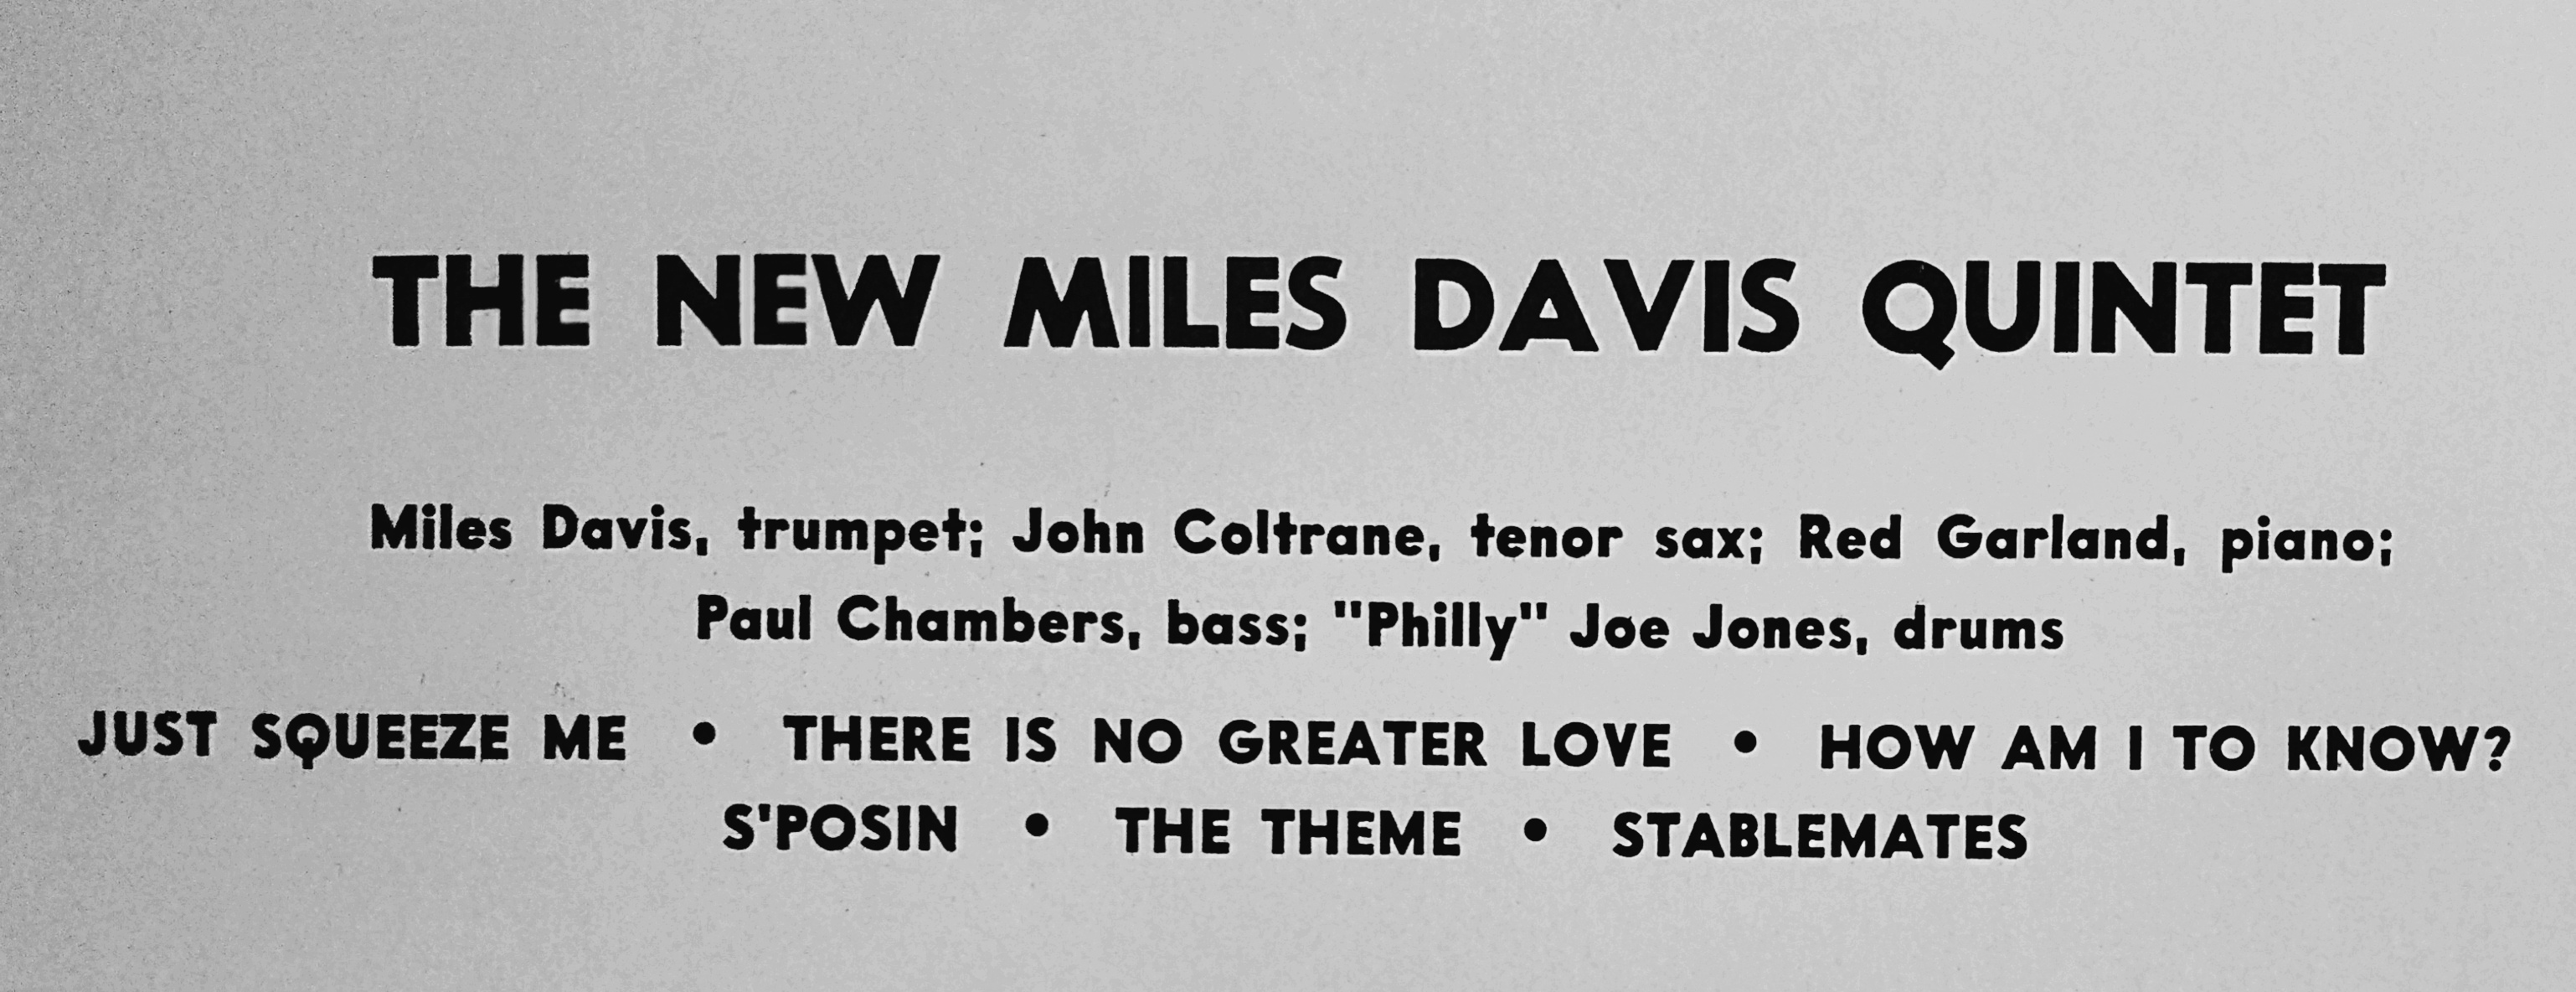 THE NEW MILES DAVIS QUINTET
Miles Davis, trumpet; John Coltrane, tenor sax; Red Garland, piano;
Paul Chambers, bass; "Philly" Joe Jones, drums
JUST SQUEEZE ME • THERE IS NO GREATER LOVE • HOW AM I TO KNOW?
S'POSIN • THE THEME • STABLEMATES